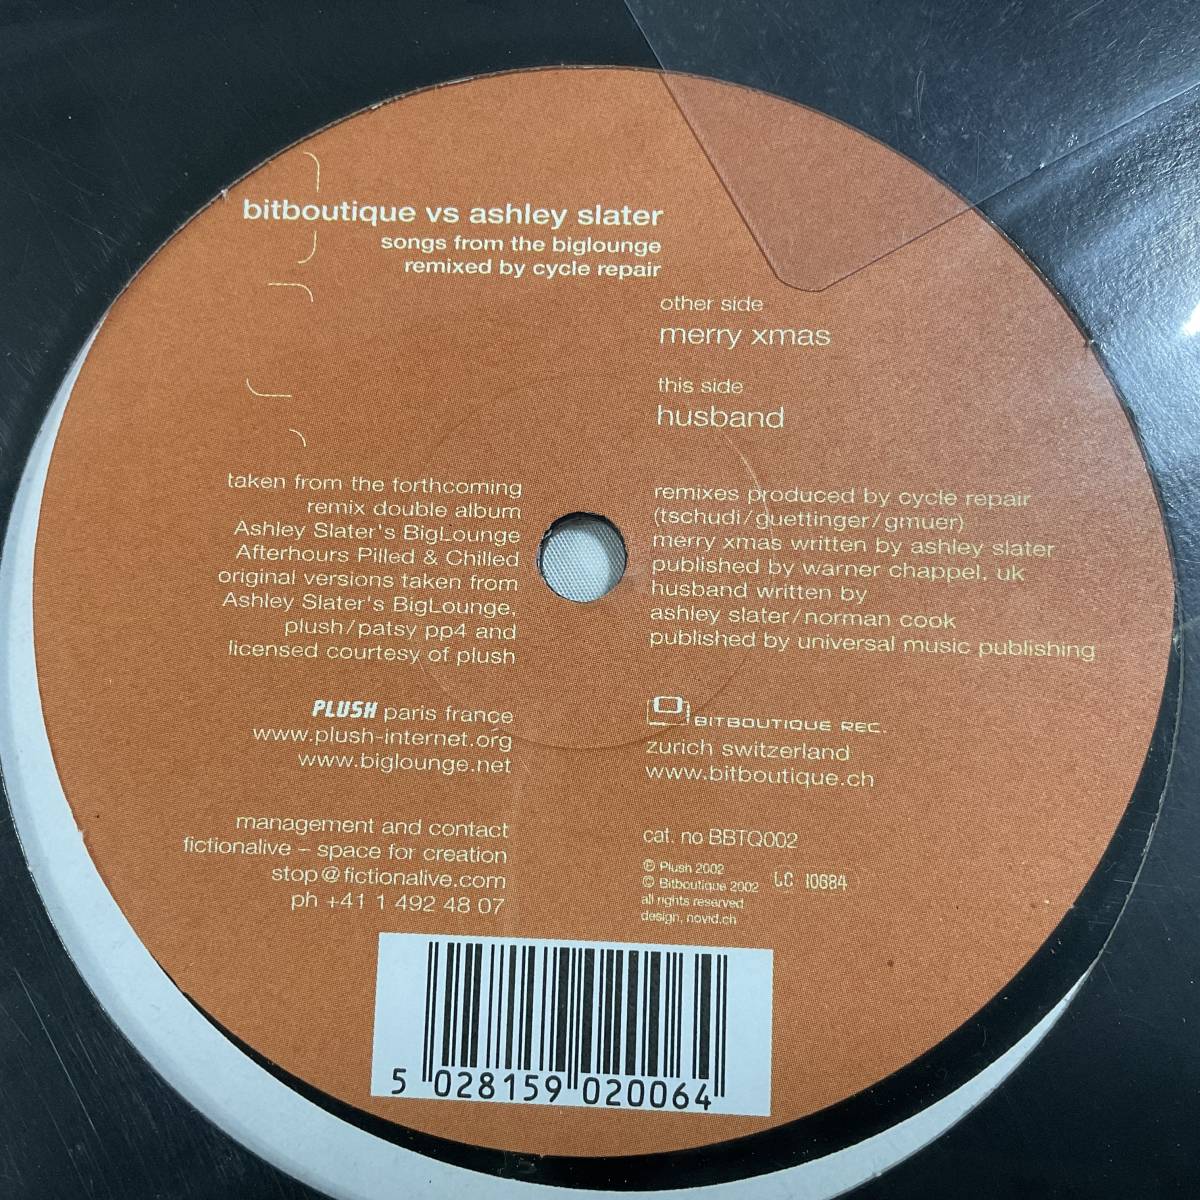 bitboutique vs ashley slater
songs from the biglounge
remixed by cycle repair
other side
merry xmas
this side
husband
taken from the forthcoming
remix double album
Ashley Slater's BigLounge
Afterhours Pilled & Chilled
original versions taken from
Ashley Slater's BigLounge,
plush/patsy pp4 and
licensed courtesy of plush
remixes produced by cycle repair
(tschudi/guettinger/gmuer)
merry xmas written by ashley slater
published by warner chappel, uk
husband written by
ashley slater/norman cook
published by universal music publishing
PLUSH paris france
www.plush-internet.org
www.biglounge.net
BITBOUTIQUE REC.
zurich switzerland
www.bitboutique.ch
management and contact
fictionalive – space for creation
stop@fictionalive.com
ph +41 1 492 48 07
cat. no BBTQ002
℗ Plush 2002
© Bitboutique 2002
LC 10684
all rights reserved
design, novid.ch
5 028159 020064